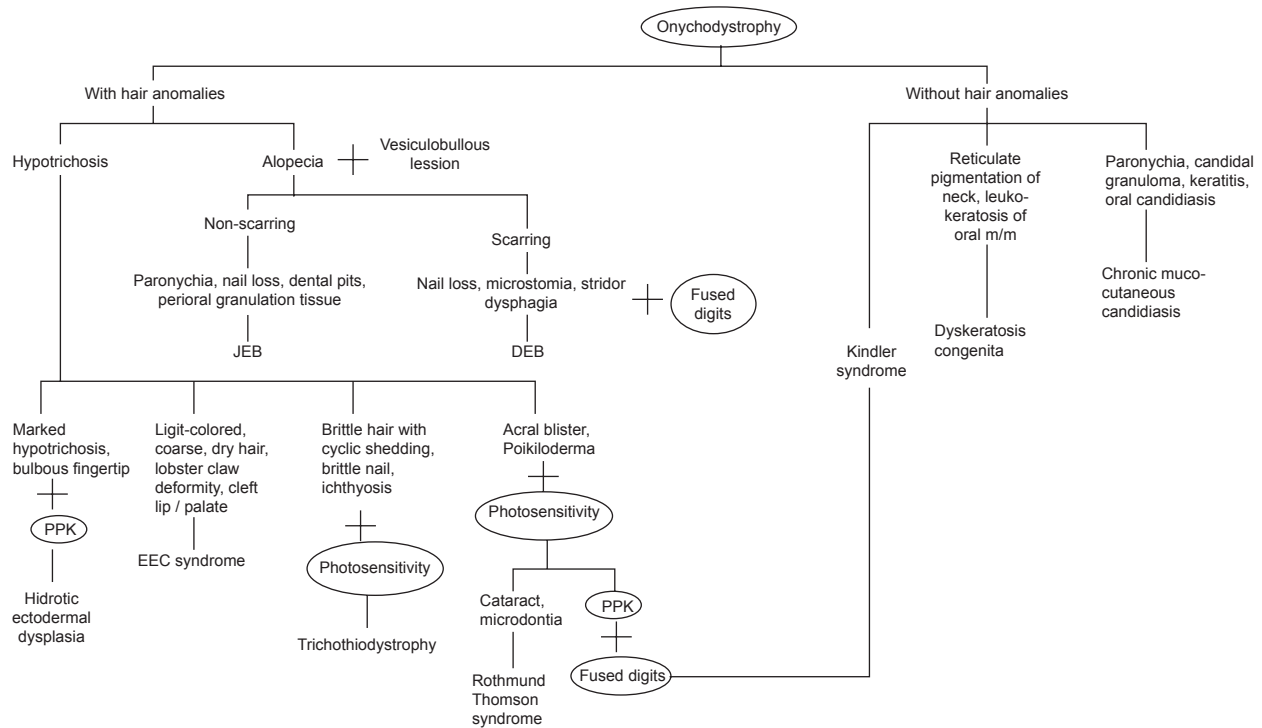 Onychodystrophy
With hair anomalies
Without hair anomalies
Hypotrichosis
Alopecia
Vesiculobullous
lession
Non-scarring
Scarring
Paronychia, nail loss, dental pits,
perioral granulation tissue
Nail loss, microstomia, stridor
dysphagia
Fused
digits
JEB
DEB
Kindler
syndrome
Reticulate
pigmentation of
neck, leuko-
keratosis of
oral m/m
Dyskeratosis
congenita
Paronychia, candidal
granuloma, keratitis,
oral candidiasis
Chronic muco-
cutaneous
candidiasis
Marked
hypotrichosis,
bulbous fingertip
PPK
Hidrotic
ectodermal
dysplasia
Ligit-colored,
coarse, dry hair,
lobster claw
deformity, cleft
lip / palate
EEC syndrome
Brittle hair with
cyclic shedding,
brittle nail,
ichthyosis
Photosensitivity
Trichothiodystrophy
Acral blister,
Poikiloderma
Photosensitivity
Cataract,
microdontia
Rothmund
Thomson
syndrome
PPK
Fused digits